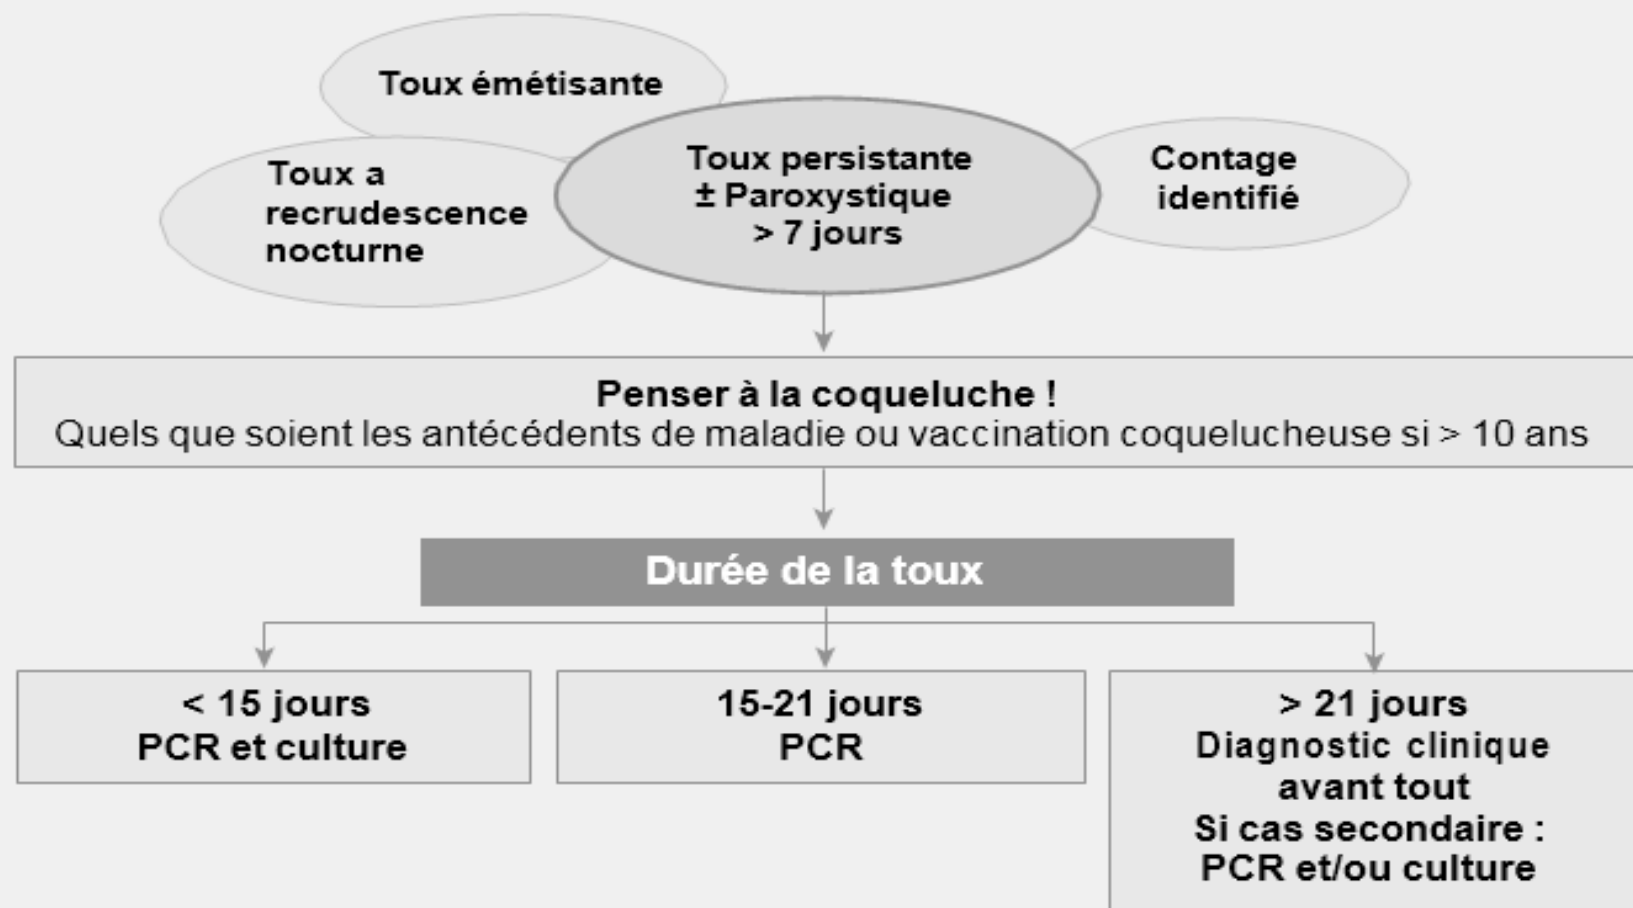 Toux émétisante
Toux a
recrudescence
nocturne
Toux persistante
± Paroxystique
> 7 jours
Contage
identifié
Penser à la coqueluche !
Quels que soient les antécédents de maladie ou vaccination coquelucheuse si > 10 ans
Durée de la toux
< 15 jours
PCR et culture
15-21 jours
PCR
> 21 jours
Diagnostic clinique
avant tout
Si cas secondaire :
PCR et/ou culture